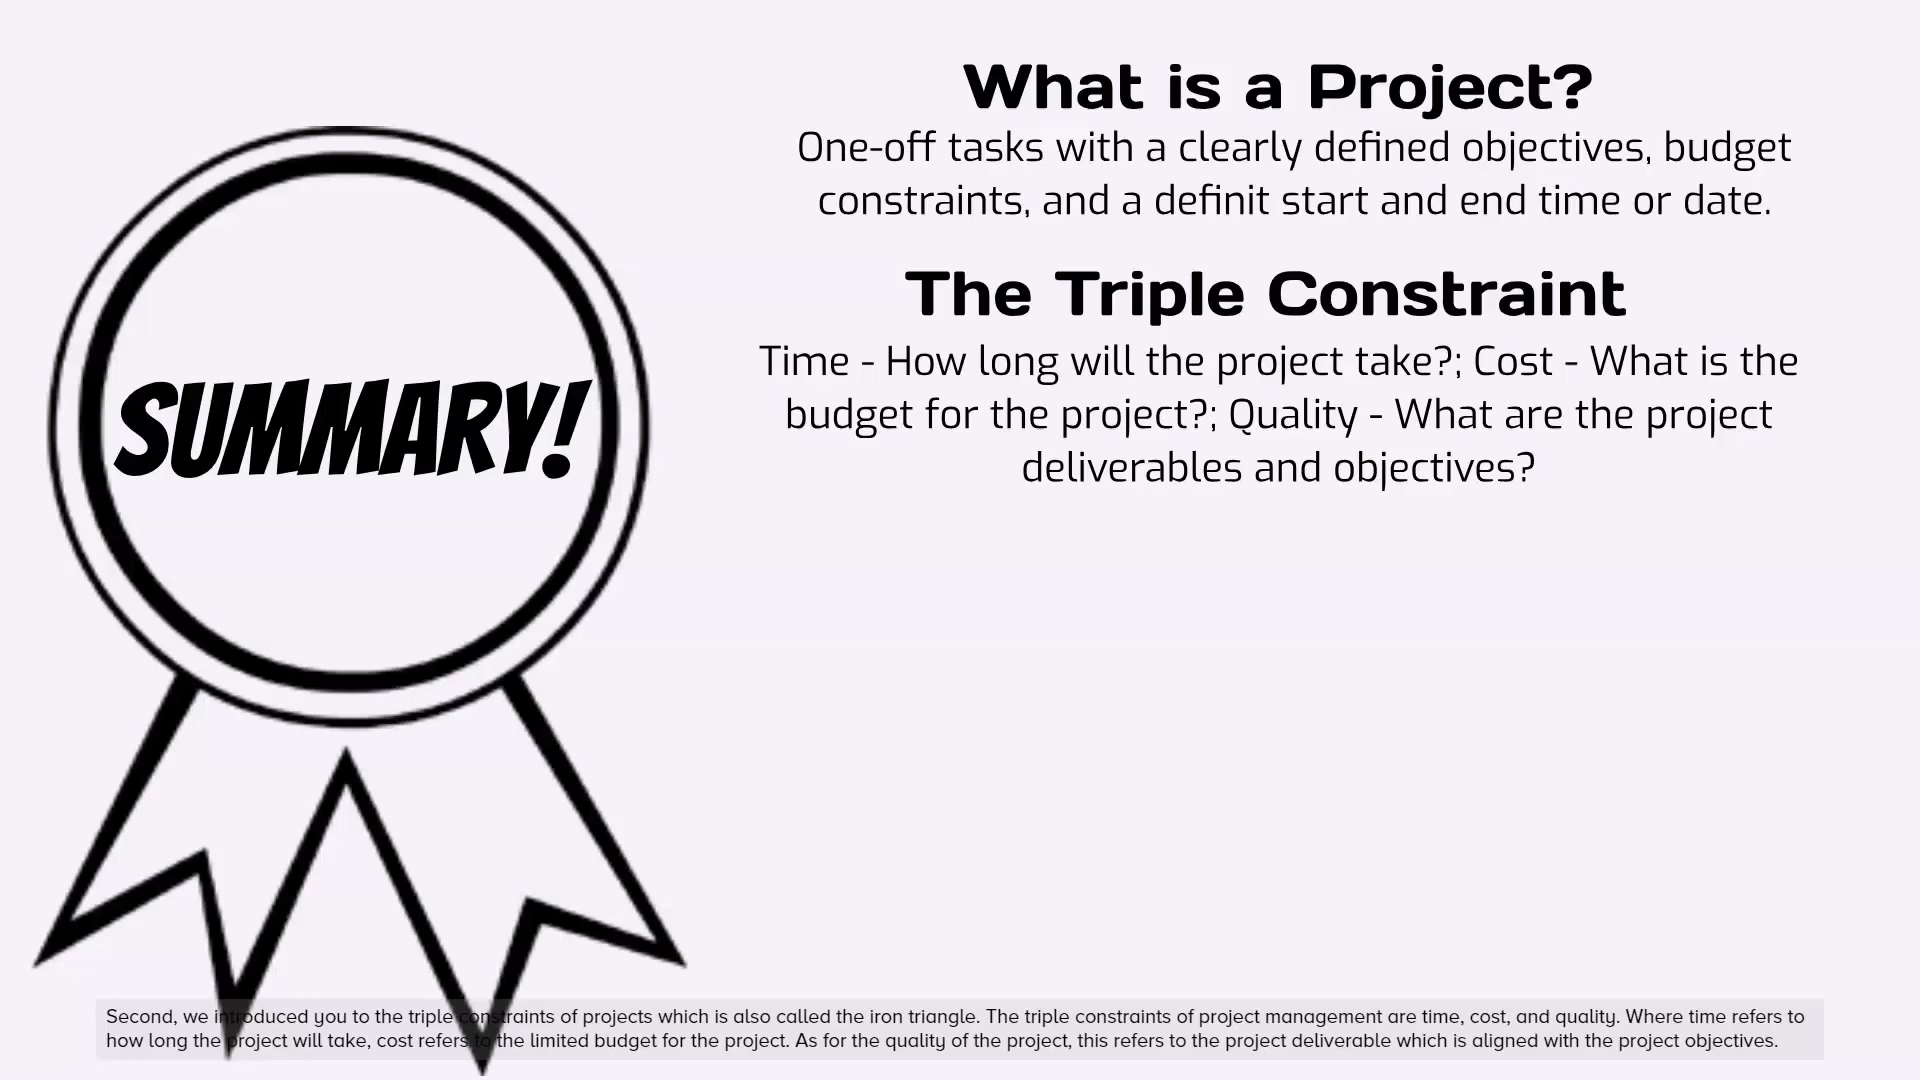 What is a Project?
One-off tasks with a clearly defined objectives, budget
constraints, and a definit start and end time or date.
The Triple Constraint
Time - How long will the project take?; Cost - What is the
budget for the project?; Quality - What are the project
deliverables and objectives?
SUMMARY!
Second, we introduced you to the triple constraints of projects which is also called the iron triangle. The triple constraints of project management are time, cost, and quality. Where time refers to
how long the project will take, cost refers to the limited budget for the project. As for the quality of the project, this refers to the project deliverable which is aligned with the project objectives.